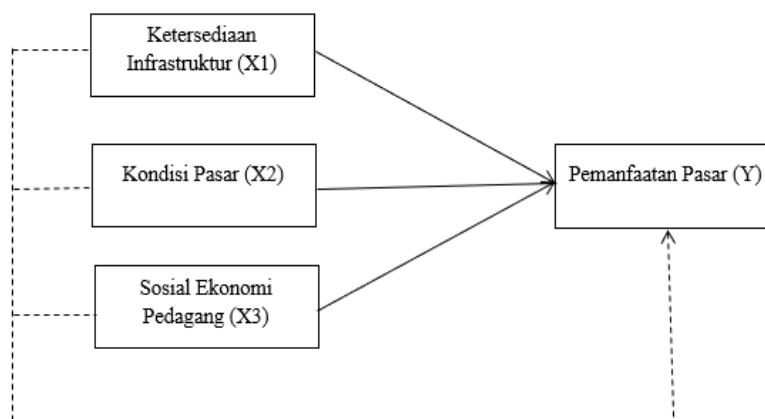 Ketersediaan
Infrastruktur (X1)
Kondisi Pasar (X2)
Pemanfaatan Pasar (Y)
Sosial Ekonomi
Pedagang (X3)